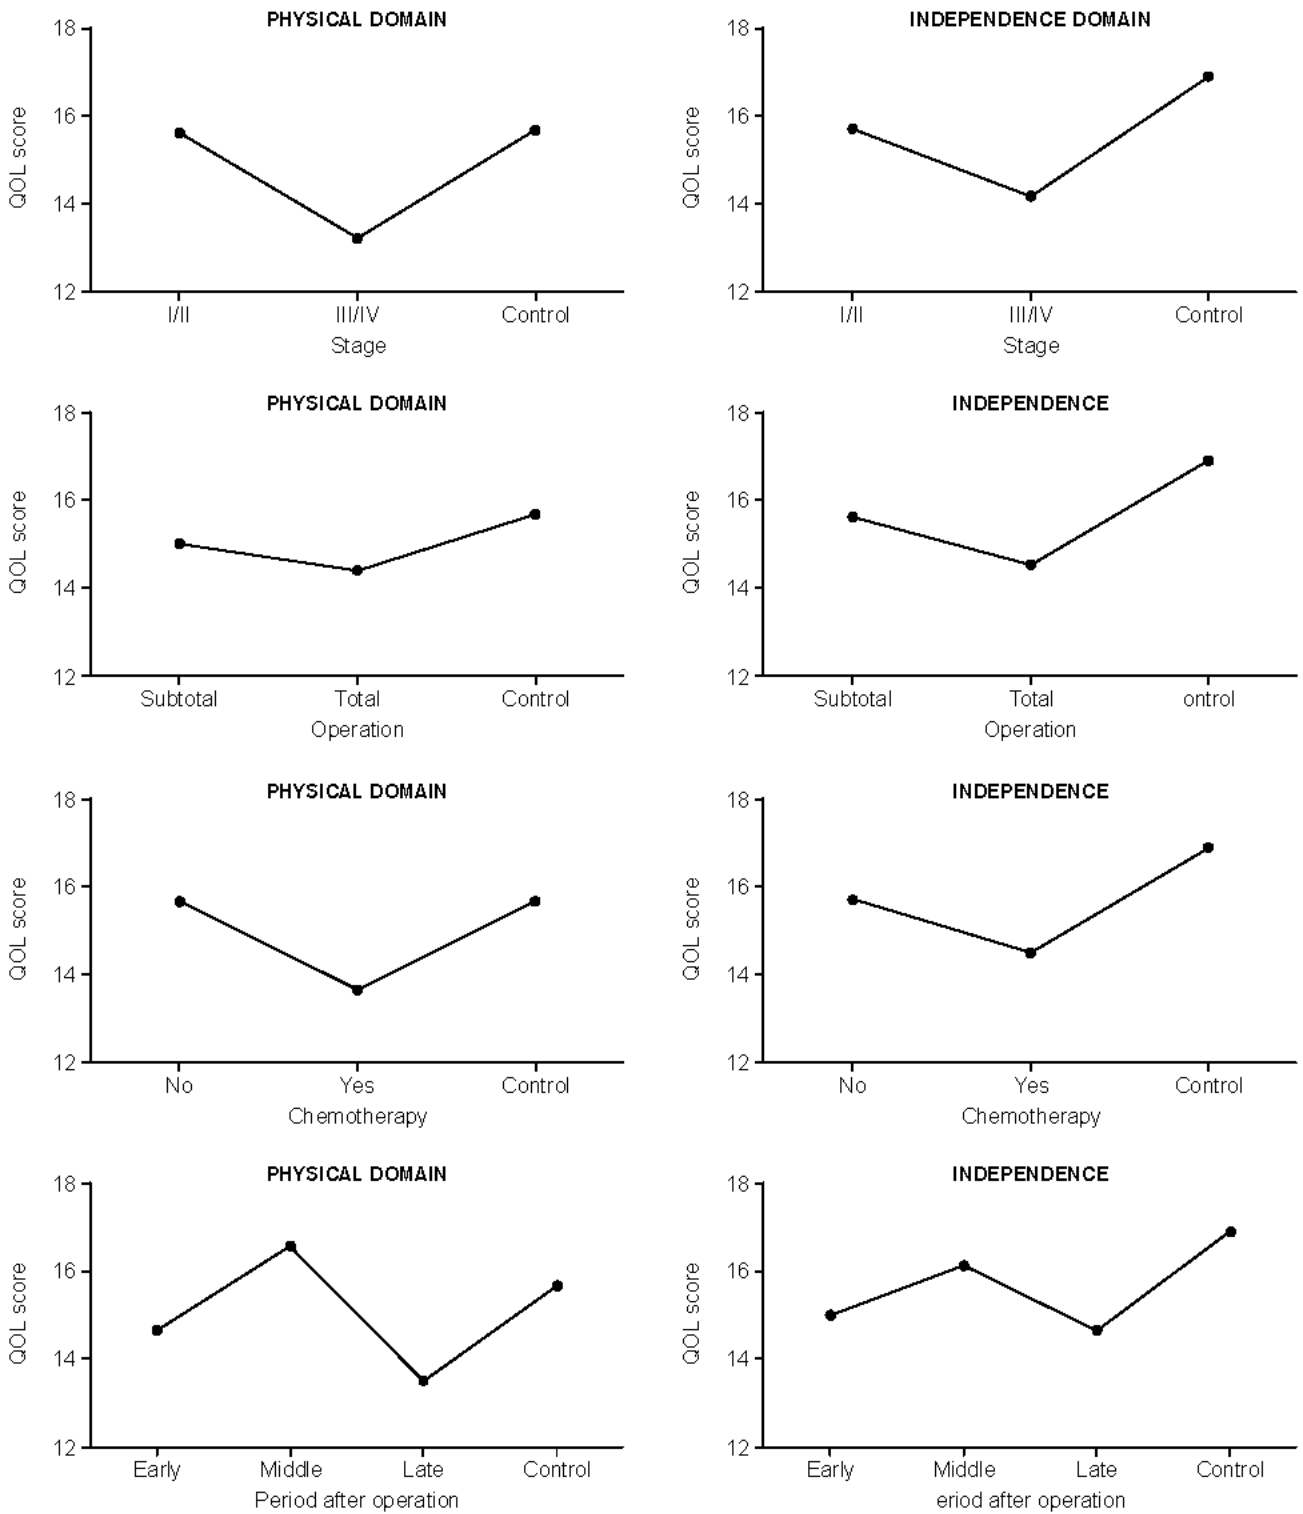 PHYSICAL DOMAIN
18
16
14
12
QOL score
I/II III/IV Control
Stage
INDEPENDENCE DOMAIN
18
16
14
12
QOL score
I/II III/IV Control
Stage
PHYSICAL DOMAIN
18
16
14
12
QOL score
Subtotal Total Control
Operation
INDEPENDENCE
18
16
14
12
QOL score
Subtotal Total ontrol
Operation
PHYSICAL DOMAIN
18
16
14
12
QOL score
No Yes Control
Chemotherapy
INDEPENDENCE
18
16
14
12
QOL score
No Yes Control
Chemotherapy
PHYSICAL DOMAIN
18
16
14
12
QOL score
Early Middle Late Control
Period after operation
INDEPENDENCE
18
16
14
12
QOL score
Early Middle Late Control
eriod after operation